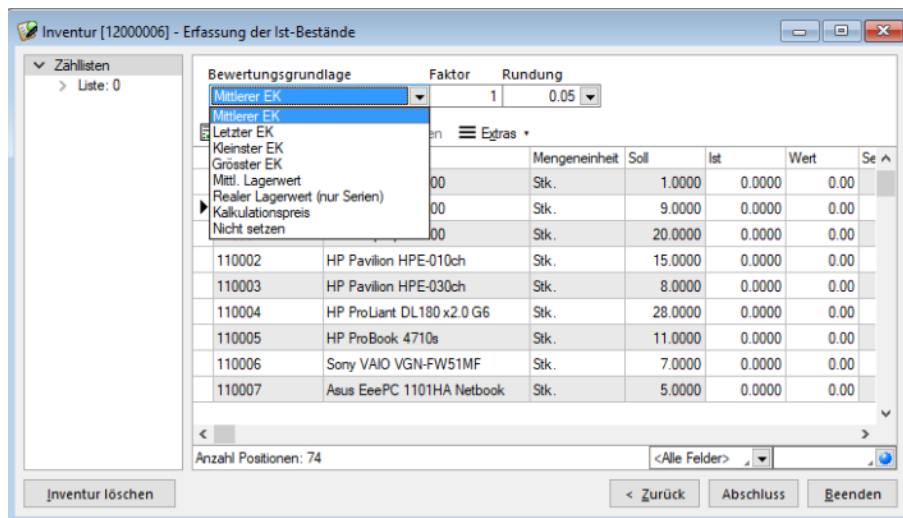 Inventur [12000006] - Erfassung der Ist-Bestände
Zähllisten
Liste: 0
Bewertungsgrundlage Faktor Rundung
Mittlerer EK 1 0.05
Mittlerer EK
Letzter EK
Kleinster EK
Grösster EK
Mittl. Lagerwert
Realer Lagerwert (nur Serien)
Kalkulationspreis
Nicht setzen
en Extras
Mengeneinheit Soll Ist Wert Se
00 Stk. 1.0000 0.0000 0.00
00 Stk. 9.0000 0.0000 0.00
00 Stk. 20.0000 0.0000 0.00
110002 HP Pavilion HPE-010ch Stk. 15.0000 0.0000 0.00
110003 HP Pavilion HPE-030ch Stk. 8.0000 0.0000 0.00
110004 HP ProLiant DL180 x2.0 G6 Stk. 28.0000 0.0000 0.00
110005 HP ProBook 4710s Stk. 11.0000 0.0000 0.00
110006 Sony VAIO VGN-FW51MF Stk. 7.0000 0.0000 0.00
110007 Asus EeePC 1101HA Netbook Stk. 5.0000 0.0000 0.00
Anzahl Positionen: 74 <Alle Felder>
Inventur löschen < Zurück Abschluss Beenden